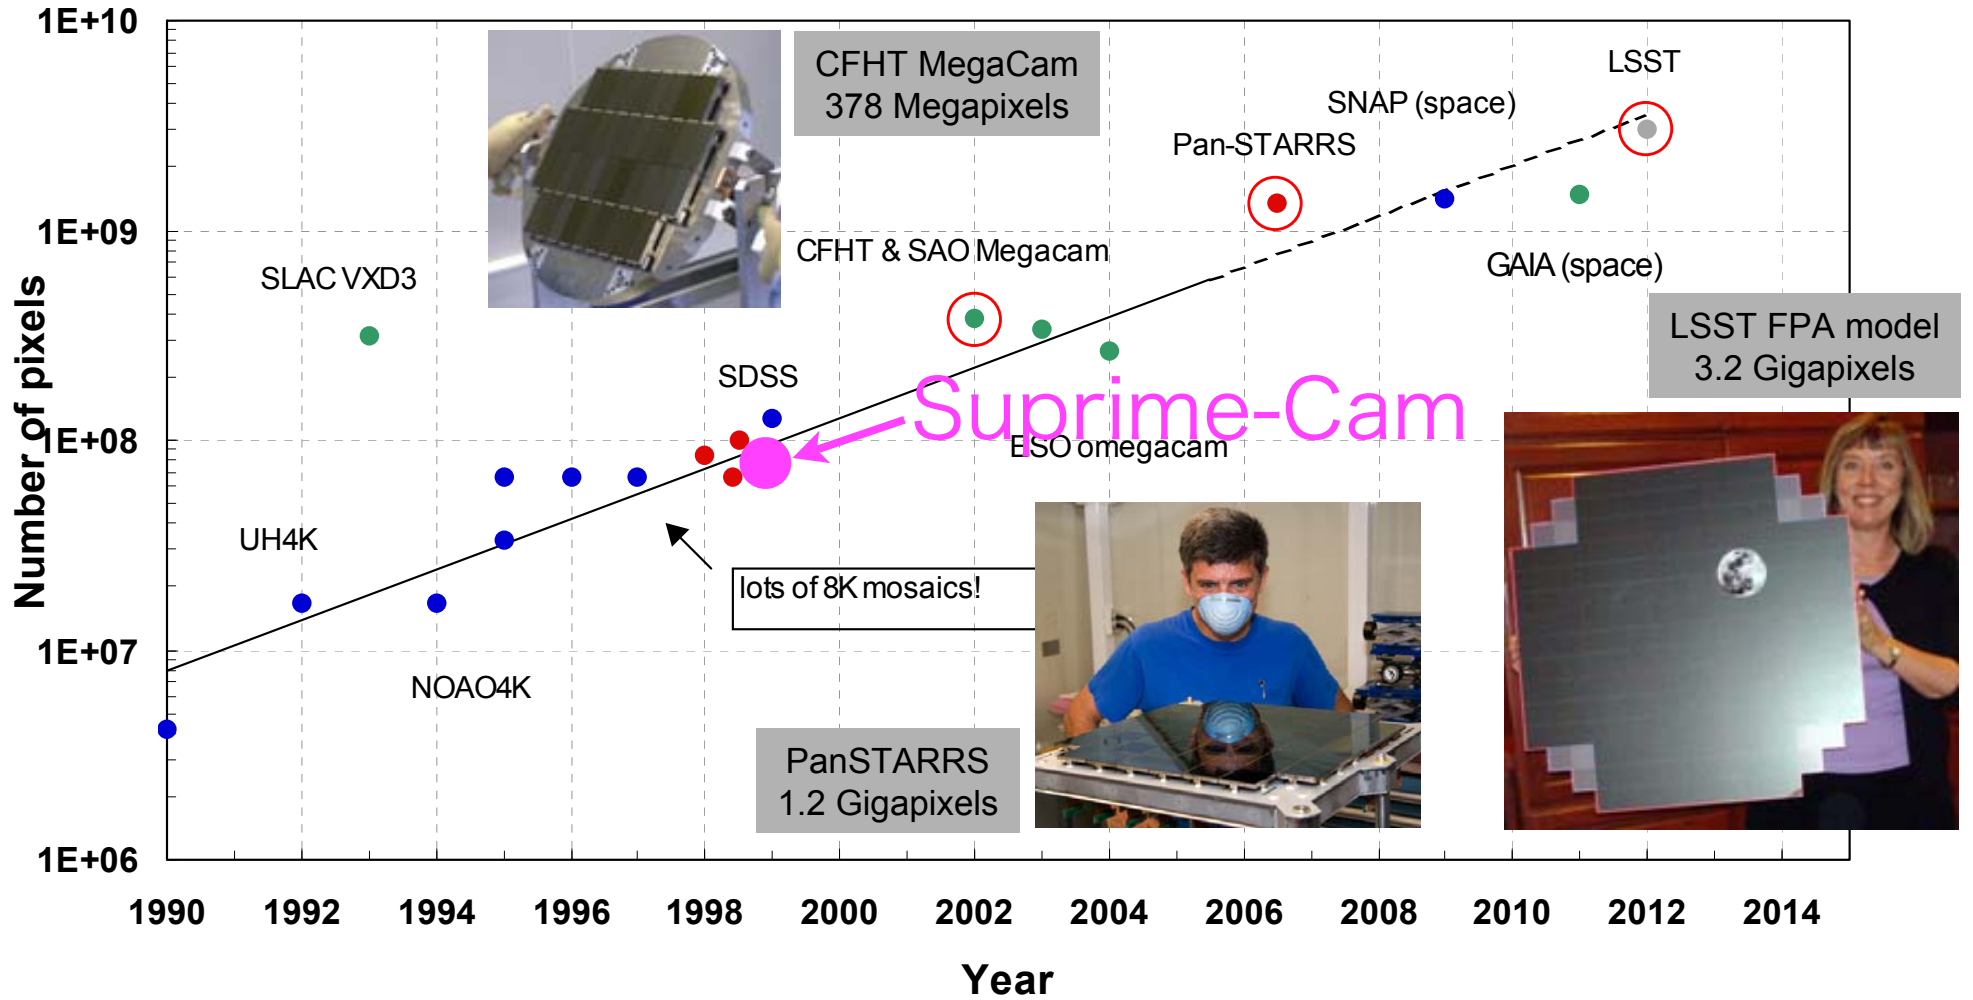 1E+10
1E+09
1E+08
1E+07
1E+06
Number of pixels
CFHT MegaCam
378 Megapixels
LSST
SNAP (space)
Pan-STARRS
CFHT & SAO Megacam
GAIA (space)
SLAC VXD3
LSST FPA model
3.2 Gigapixels
SDSS
Suprime-Cam
ESO omegacam
UH4K
lots of 8K mosaics!
NOAO4K
PanSTARRS
1.2 Gigapixels
1990 1992 1994 1996 1998 2000 2002 2004 2006 2008 2010 2012 2014
Year